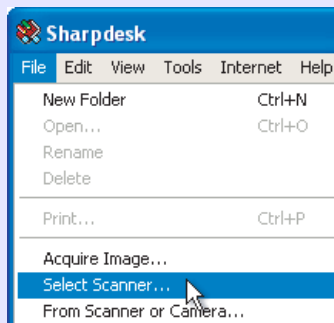 Sharpdesk
File Edit View Tools Internet Help
New Folder Ctrl+N
Open... Ctrl+O
Rename
Delete
Print... Ctrl+P
Acquire Image...
Select Scanner...
From Scanner or Camera...